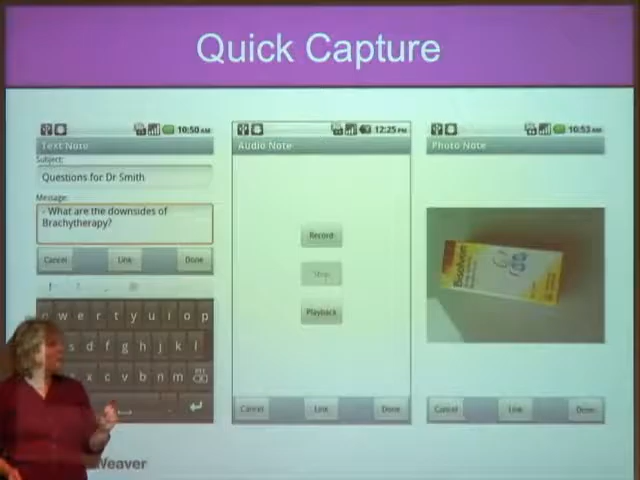 Quick Capture
10:50 AM
Text Note
Subject:
Questions for Dr Smith
Message:
- What are the downsides of
Brachytherapy?
Cancel Link Done
q w e r t y u i o p
s d f g h j k l
x c v b n m
12:25 PM
Audio Note
Record
Stop
Playback
Cancel Link Done
10:53 AM
Photo Note
Bisolvon
100
Cancel Link Done
Weaver